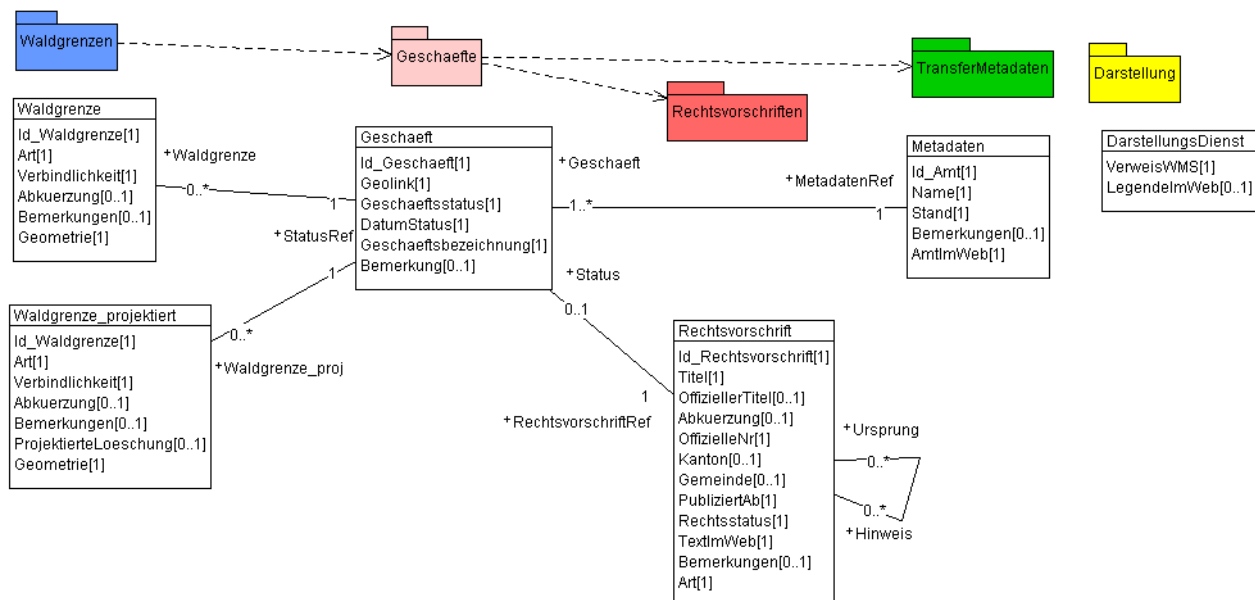 Waldgrenzen
Geschaefte
TransferMetadaten
Darstellung
Rechtsvorschriften
Waldgrenze
Id_Waldgrenze[1]
Art[1]
Verbindlichkeit[1]
Abkuerzung[0..1]
Bemerkungen[0..1]
Geometrie[1]
+Waldgrenze
0..*
1
+StatusRef
Geschaeft
Id_Geschaeft[1]
Geolink[1]
Geschaeftsstatus[1]
DatumStatus[1]
Geschaeftsbezeichnung[1]
Bemerkung[0..1]
+Geschaeft
1..*
+MetadatenRef
1
Metadaten
Id_Amt[1]
Name[1]
Stand[1]
Bemerkungen[0..1]
AmtImWeb[1]
DarstellungsDienst
VerweisWMS[1]
LegendeImWeb[0..1]
1
0..*
+Waldgrenze_proj
Waldgrenze_projektiert
Id_Waldgrenze[1]
Art[1]
Verbindlichkeit[1]
Abkuerzung[0..1]
Bemerkungen[0..1]
ProjektierteLoeschung[0..1]
Geometrie[1]
+Status
0..1
1
+RechtsvorschriftRef
Rechtsvorschrift
Id_Rechtsvorschrift[1]
Titel[1]
OffiziellerTitel[0..1]
Abkuerzung[0..1]
OffizielleNr[1]
Kanton[0..1]
Gemeinde[0..1]
PubliziertAb[1]
Rechtsstatus[1]
TextImWeb[1]
Bemerkungen[0..1]
Art[1]
+Ursprung
0..*
0..*
+Hinweis